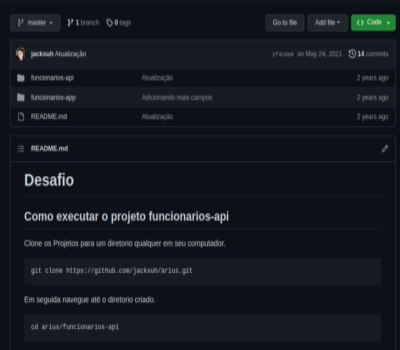 master
1 branch
0 tags
Go to file
Add file
Code
jacksuh Atualização
on May 24, 2021
14 commits
funcionarios-api Atualização 2 years ago
funcionarios-app Adicionando mais campos 2 years ago
README.md Atualização 2 years ago
README.md
Desafio
Como executar o projeto funcionarios-api
Clone os Projetos para um diretorio qualquer em seu computador.
git clone https://github.com/jacksuh/arius.git
Em seguida navegue até o diretorio criado.
cd arius/funcionarios-api